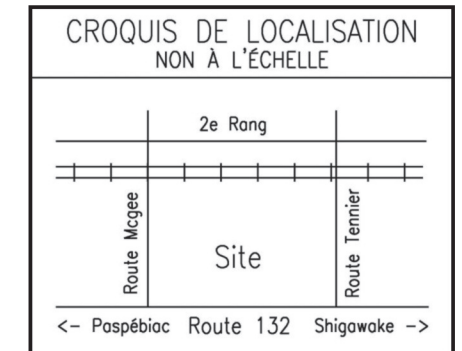 CROQUIS DE LOCALISATION
NON À L'ÉCHELLE
2e Rang
Route Mcgee
Site
Route Tennier
<- Paspébiac Route 132 Shigawake ->